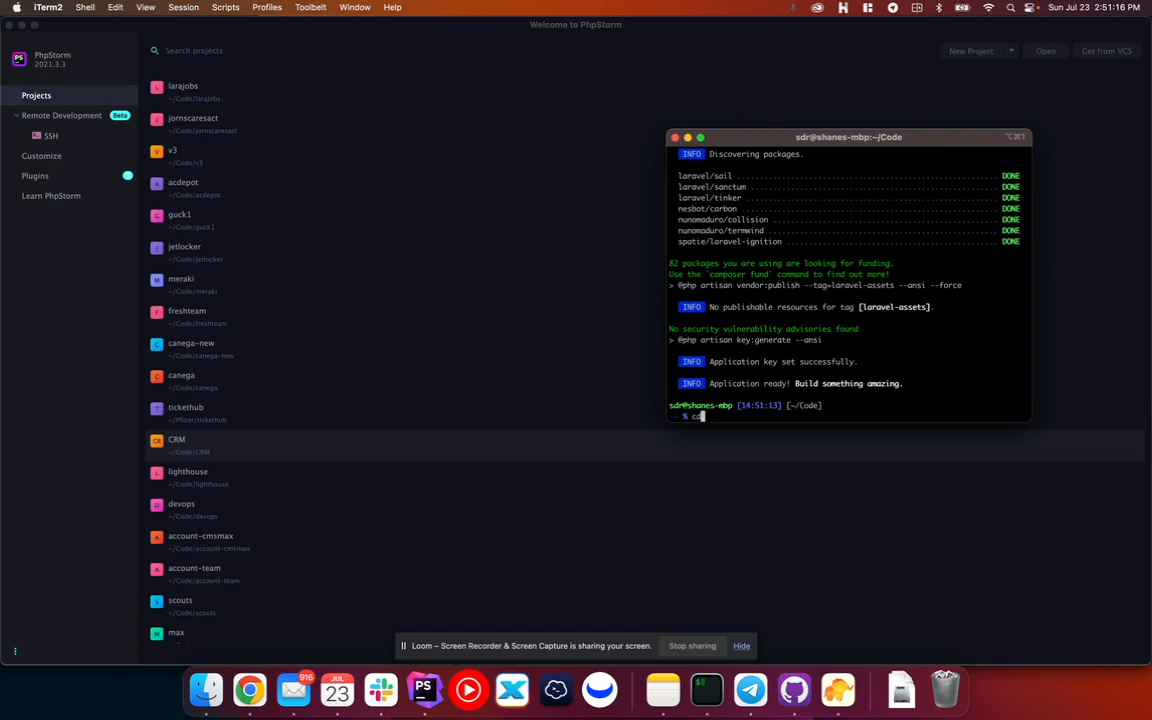 iTerm2 Shell Edit View Session Scripts Profiles Toolbelt Window Help Sun Jul 23 2:51:16 PM
Welcome to PhpStorm
PS PhpStorm
2021.3.3
Search projects
New Project Open Get from VCS
Projects
Remote Development Beta
SSH
Customize
Plugins
Learn PhpStorm
L larajobs
~/Code/larajobs
J jornscaresact
~/Code/jornscaresact
V v3
~/Code/v3
A acdepot
~/Code/acdepot
G guck1
~/Code/guck1
J jetlocker
~/Code/jetlocker
M meraki
~/Code/meraki
F freshteam
~/Code/freshteam
C canega-new
~/Code/canega-new
C canega
~/Code/canega
T tickethub
~/Pfizer/tickethub
CR CRM
~/Code/CRM
L lighthouse
~/Code/lighthouse
D devops
~/Code/devops
A account-cmsmax
~/Code/account-cmsmax
A account-team
~/Code/account-team
S scouts
~/Code/scouts
M max
sdr@shanes-mbp:~/Code ⌥⌘1
INFO Discovering packages.
laravel/sail ........ DONE
laravel/sanctum ........ DONE
laravel/tinker ........ DONE
nesbot/carbon ........ DONE
nunomaduro/collision ........ DONE
nunomaduro/termwind ........ DONE
spatie/laravel-ignition ........ DONE
82 packages you are using are looking for funding.
Use the `composer fund` command to find out more!
> @php artisan vendor:publish --tag=laravel-assets --ansi --force
INFO No publishable resources for tag [laravel-assets].
No security vulnerability advisories found
> @php artisan key:generate --ansi
INFO Application key set successfully.
INFO Application ready! Build something amazing.
sdr@shanes-mbp [14:51:13] [~/Code]
-> % cd
Loom – Screen Recorder & Screen Capture is sharing your screen. Stop sharing Hide
916
JUL
23
PS
$